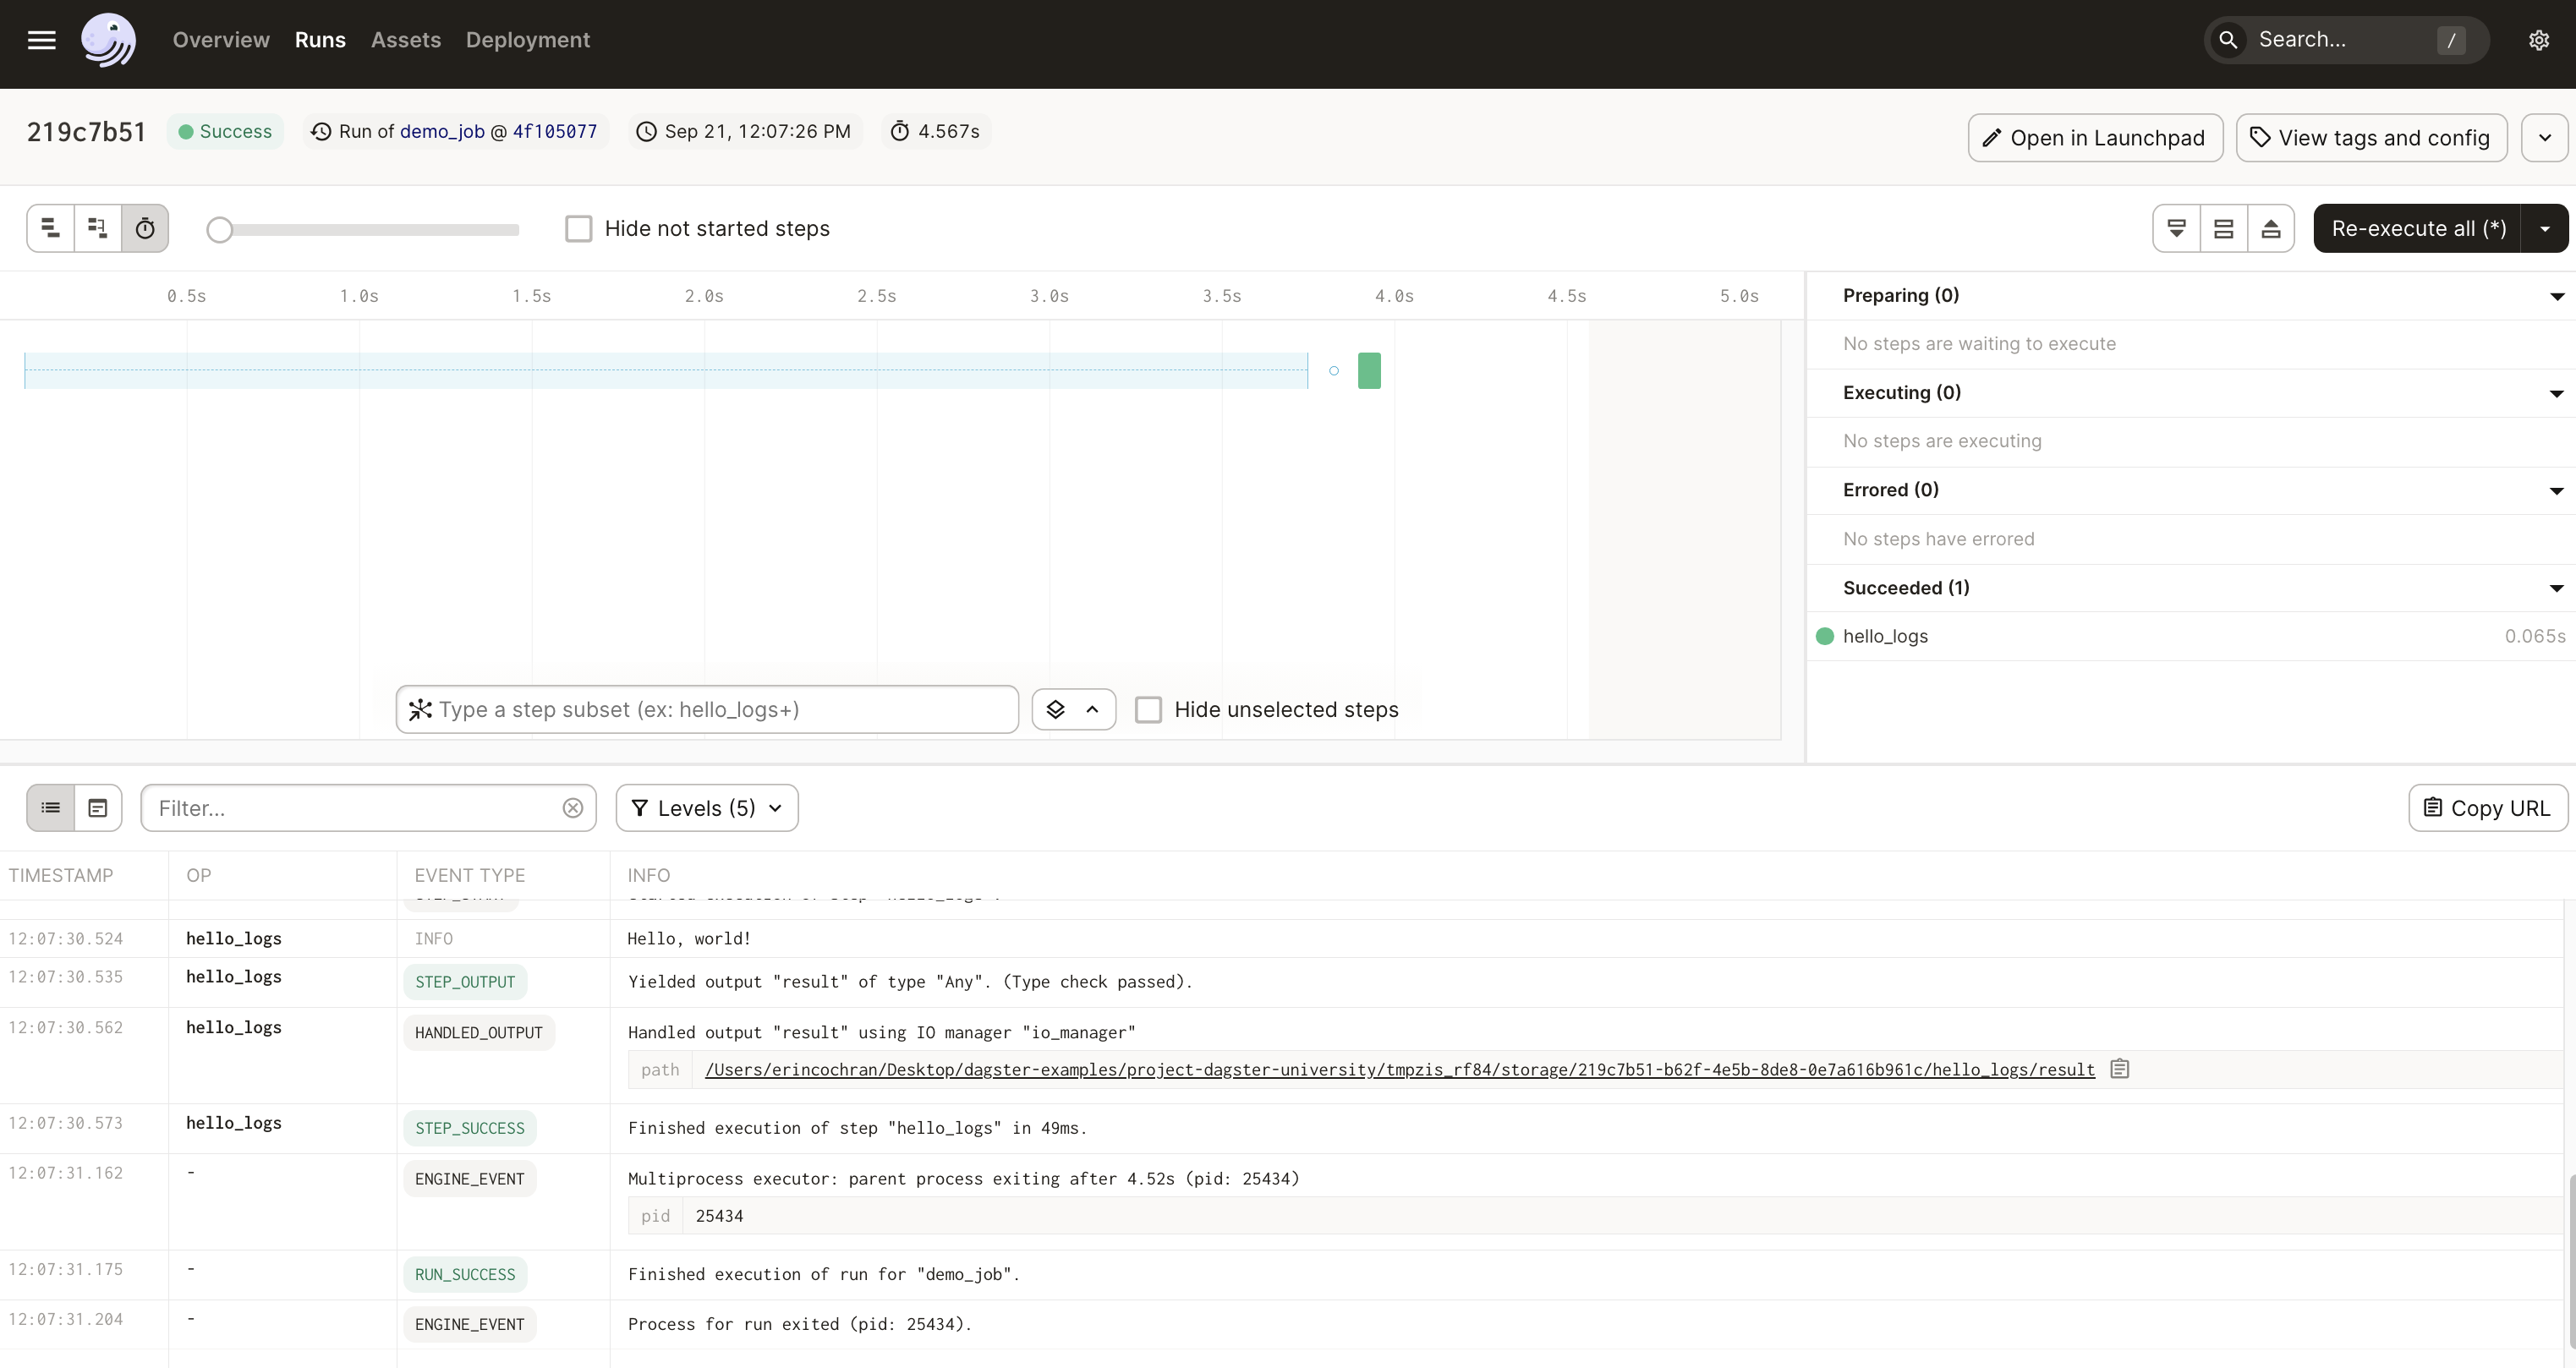 Overview Runs Assets Deployment Search... /
219c7b51 Success Run of demo_job @ 4f105077 Sep 21, 12:07:26 PM 4.567s Open in Launchpad View tags and config
Hide not started steps Re-execute all (*)
0.5s 1.0s 1.5s 2.0s 2.5s 3.0s 3.5s 4.0s 4.5s 5.0s
Preparing (0)
No steps are waiting to execute
Executing (0)
No steps are executing
Errored (0)
No steps have errored
Succeeded (1)
hello_logs 0.065s
Type a step subset (ex: hello_logs+) Hide unselected steps
Filter... Levels (5) Copy URL
TIMESTAMP OP EVENT TYPE INFO
12:07:30.524 hello_logs INFO Hello, world!
12:07:30.535 hello_logs STEP_OUTPUT Yielded output "result" of type "Any". (Type check passed).
12:07:30.562 hello_logs HANDLED_OUTPUT Handled output "result" using IO manager "io_manager"
path /Users/erincochran/Desktop/dagster-examples/project-dagster-university/tmpzis_rf84/storage/219c7b51-b62f-4e5b-8de8-0e7a616b961c/hello_logs/result
12:07:30.573 hello_logs STEP_SUCCESS Finished execution of step "hello_logs" in 49ms.
12:07:31.162 - ENGINE_EVENT Multiprocess executor: parent process exiting after 4.52s (pid: 25434)
pid 25434
12:07:31.175 - RUN_SUCCESS Finished execution of run for "demo_job".
12:07:31.204 - ENGINE_EVENT Process for run exited (pid: 25434).